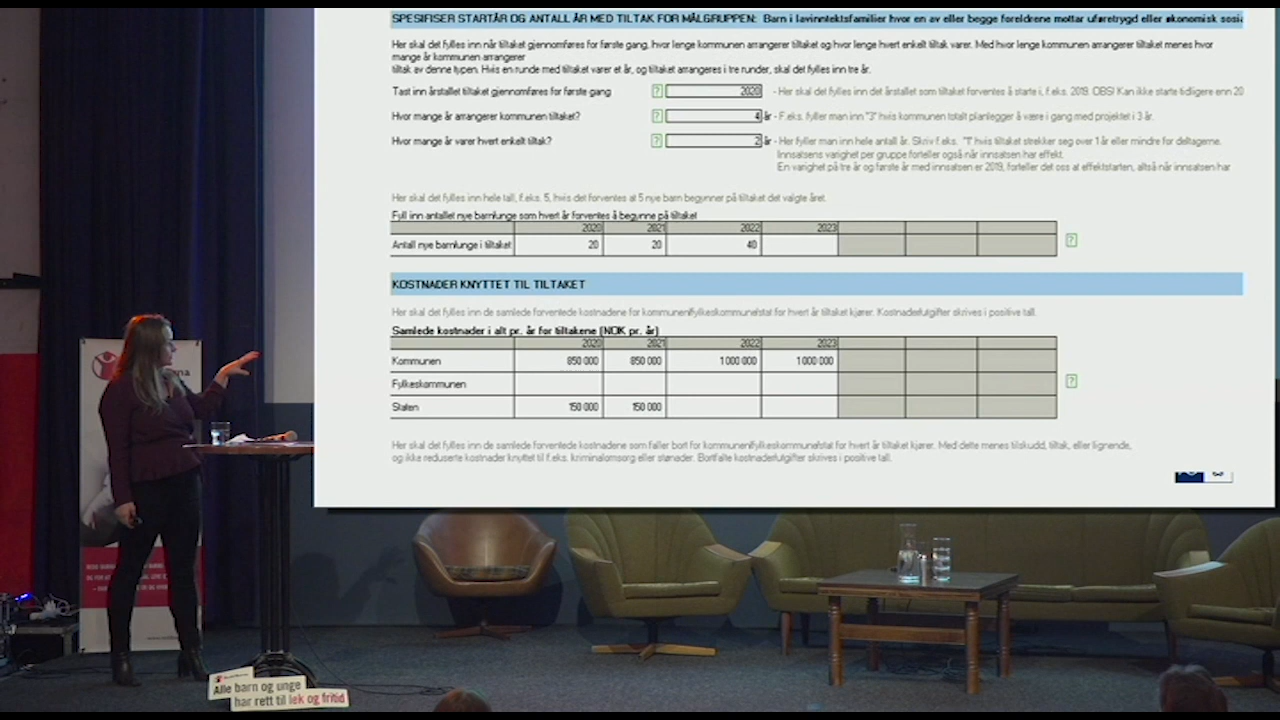 SPESIFISER STARTÅR OG ANTALL ÅR MED TILTAK FOR MÅLGRUPPEN: Barn i lavinntektsfamilier hvor en av eller begge foreldrene mottar uføretrygd eller økonomisk sosia
Her skal det fylles inn når tiltaket gjennomføres for første gang, hvor lenge kommunen arrangerer tiltaket og hvor lenge hvert enkelt tiltak varer. Med hvor lenge kommunen arrangerer tiltaket menes hvor
mange år kommunen arrangerer
tiltak av denne typen. Hvis en runde med tiltaket varer et år, og tiltaket arrangeres i tre runder, skal det fylles inn tre år.
Tast inn årstallet tiltaket gjennomføres for første gang ? 2020 - Her skal det fylles inn det årstallet som tiltaket forventes å starte i, f.eks. 2019. OBS! Kan ikke starte tidligere enn 20
Hvor mange år arrangerer kommunen tiltaket? ? 4 år - F.eks. fyller man inn "3" hvis kommunen totalt planlegger å være i gang med projektet i 3 år.
Hvor mange år varer hvert enkelt tiltak? ? 2 år - Her fyller man inn hele antall år. Skriv f.eks. "1" hvis tiltaket strekker seg over 1 år eller mindre for deltagerne.
Innsatsens varighet per gruppe forteller også når innsatsen har effekt.
En varighet på tre år og første år med innsatsen er 2019, forteller det oss at effektstarten, altså når innsatsen har
Her skal det fylles inn hele tall, f.eks. 5, hvis det forventes at 5 nye barn begynner på tiltaket det valgte året.
Fyll inn antallet nye barn/unge som hvert år forventes å begynne på tiltaket
2020 2021 2022 2023
Antall nye barn/unge i tiltaket 20 20 40 ?
KOSTNADER KNYTTET TIL TILTAKET
Her skal det fylles inn de samlede forventede kostnadene for kommunen/fylkeskommune/stat for hvert år tiltaket kjører. Kostnader/utgifter skrives i positive tall.
Samlede kostnader i alt pr. år for tiltakene (NOK pr. år)
2020 2021 2022 2023
Kommunen 850 000 850 000 1 000 000 1 000 000
Fylkeskommunen ?
Staten 150 000 150 000
Her skal det fylles inn de samlede forventede kostnadene som faller bort for kommunen/fylkeskommune/stat for hvert år tiltaket kjører. Med dette menes tilskudd, tiltak, eller lignende,
og ikke reduserte kostnader knyttet til f.eks. kriminalomsorg eller stønader. Bortfalte kostnader/utgifter skrives i positive tall.
Alle barn og unge
har rett til lek og fritid